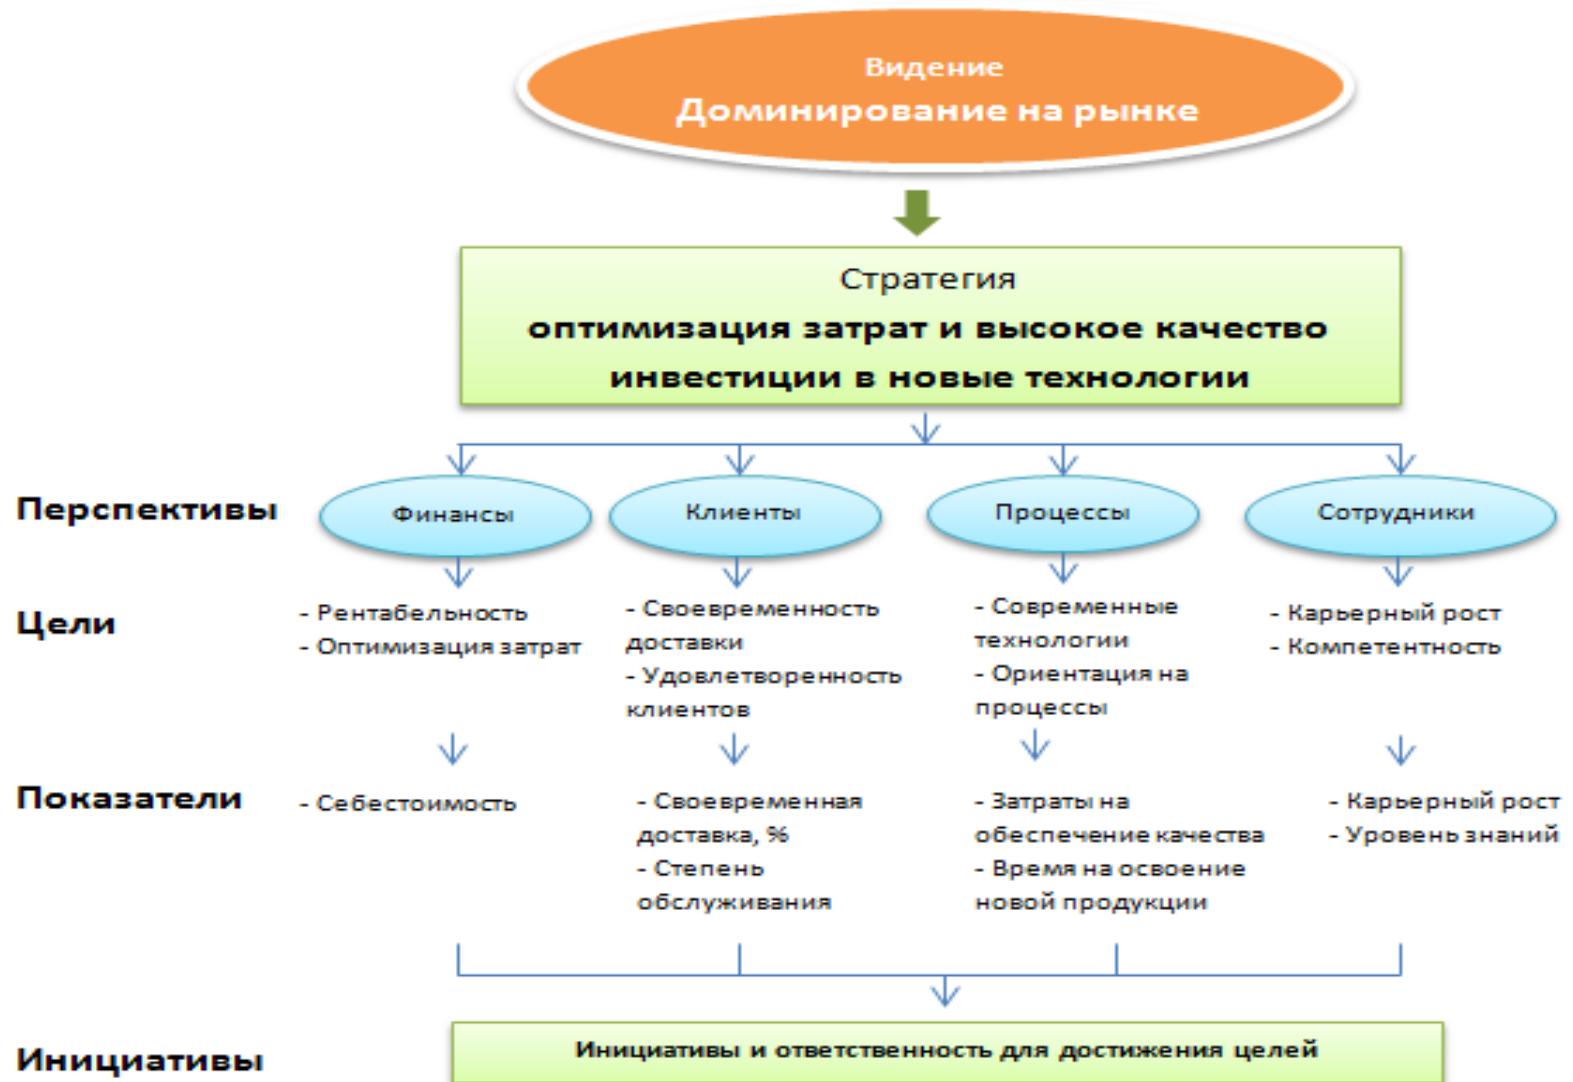 Видение
Доминирование на рынке
Стратегия
оптимизация затрат и высокое качество
инвестиции в новые технологии
Перспективы
Финансы
Клиенты
Процессы
Сотрудники
Цели
- Рентабельность
- Оптимизация затрат
- Своевременность
доставки
- Удовлетворенность
клиентов
- Современные
технологии
- Ориентация на
процессы
- Карьерный рост
- Компетентность
Показатели
- Себестоимость
- Своевременная
доставка, %
- Степень
обслуживания
- Затраты на
обеспечение качества
- Время на освоение
новой продукции
- Карьерный рост
- Уровень знаний
Инициативы
Инициативы и ответственность для достижения целей